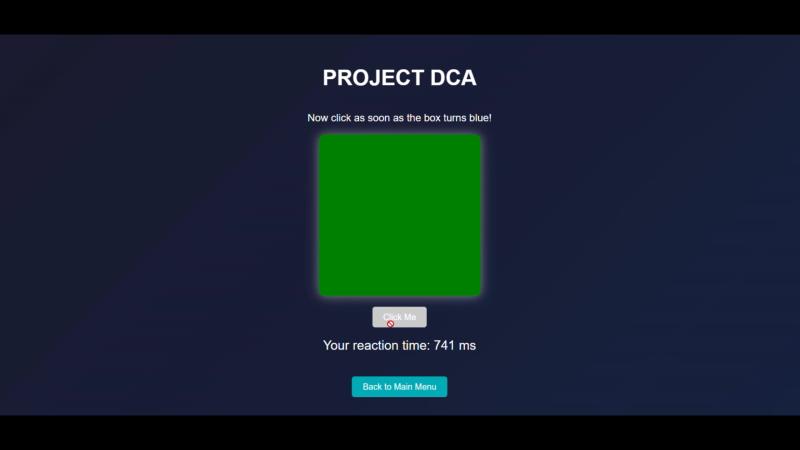 PROJECT DCA
Now click as soon as the box turns blue!
Click Me
Your reaction time: 741 ms
Back to Main Menu